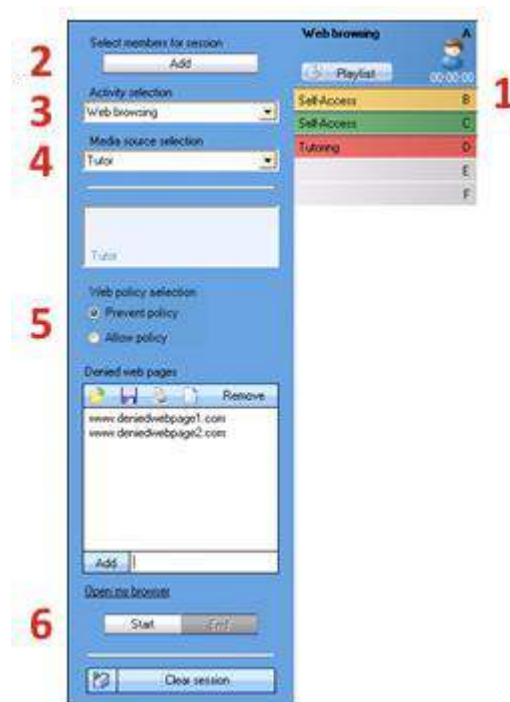 2
Select members for session
Add
3
Activity selection
Web browsing
4
Media source selection
Tutor
Tutor
5
Web policy selection
Prevent policy
Allow policy
Denied web pages
Remove
www.deniedwebpage1.com
www.deniedwebpage2.com
Add
Open my browser
6
Start End
Clear session
Web browsing A
Playlist 00:00:00
1
Self-Access B
Self-Access C
Tutoring D
E
F